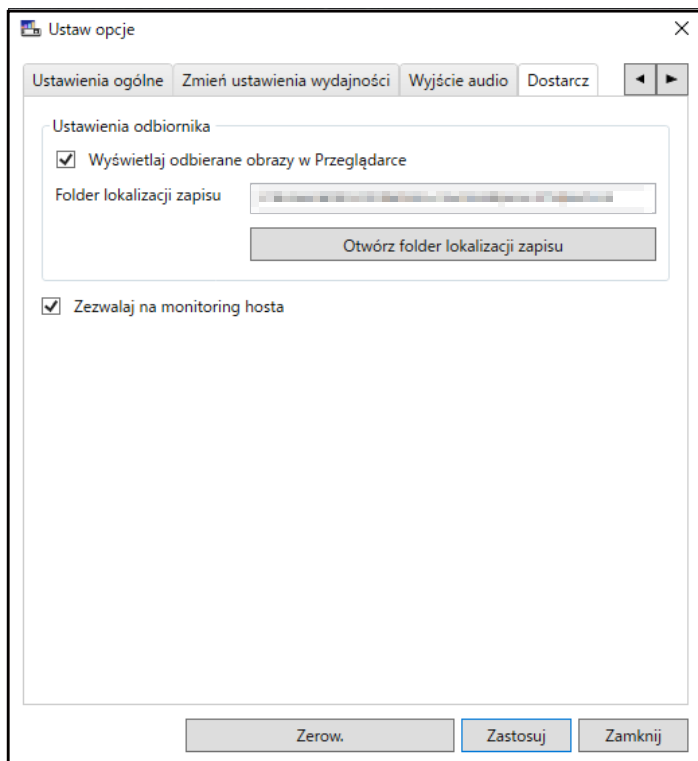 Ustaw opcje
Ustawienia ogólne Zmień ustawienia wydajności Wyjście audio Dostarcz
Ustawienia odbiornika
Wyświetlaj odbierane obrazy w Przeglądarce
Folder lokalizacji zapisu
Otwórz folder lokalizacji zapisu
Zezwalaj na monitoring hosta
Zerow. Zastosuj Zamknij